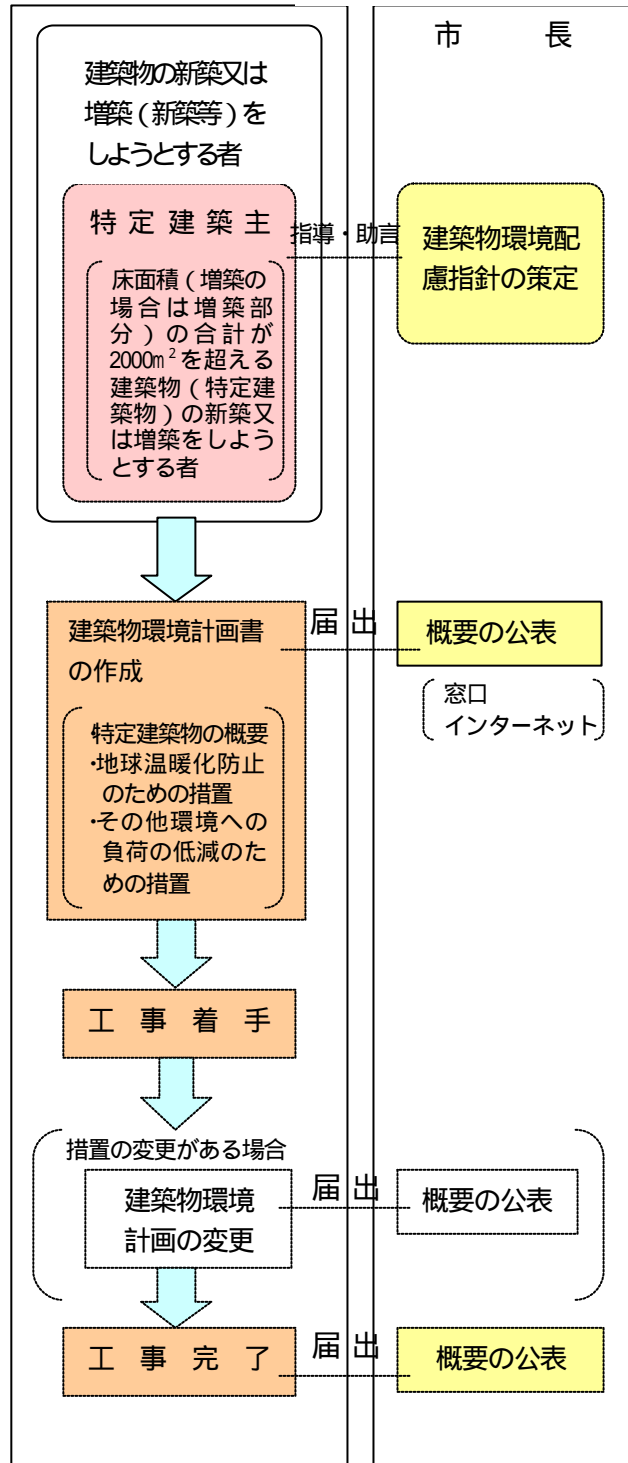 市　長
建築物の新築又は
増築（新築等）を
しようとする者
特定建築主
指導・助言
建築物環境配
慮指針の策定
床面積（増築の
場合は増築部
分）の合計が
2000㎡を超える
建築物（特定建
築物）の新築又
は増築をしよう
とする者
建築物環境計画書
の作成
届出
概要の公表
窓口
インターネット
・特定建築物の概要
・地球温暖化防止
のための措置
・その他環境への
負荷の低減のた
めの措置
工事着手
措置の変更がある場合
建築物環境
計画の変更
届出
概要の公表
工事完了
届出
概要の公表